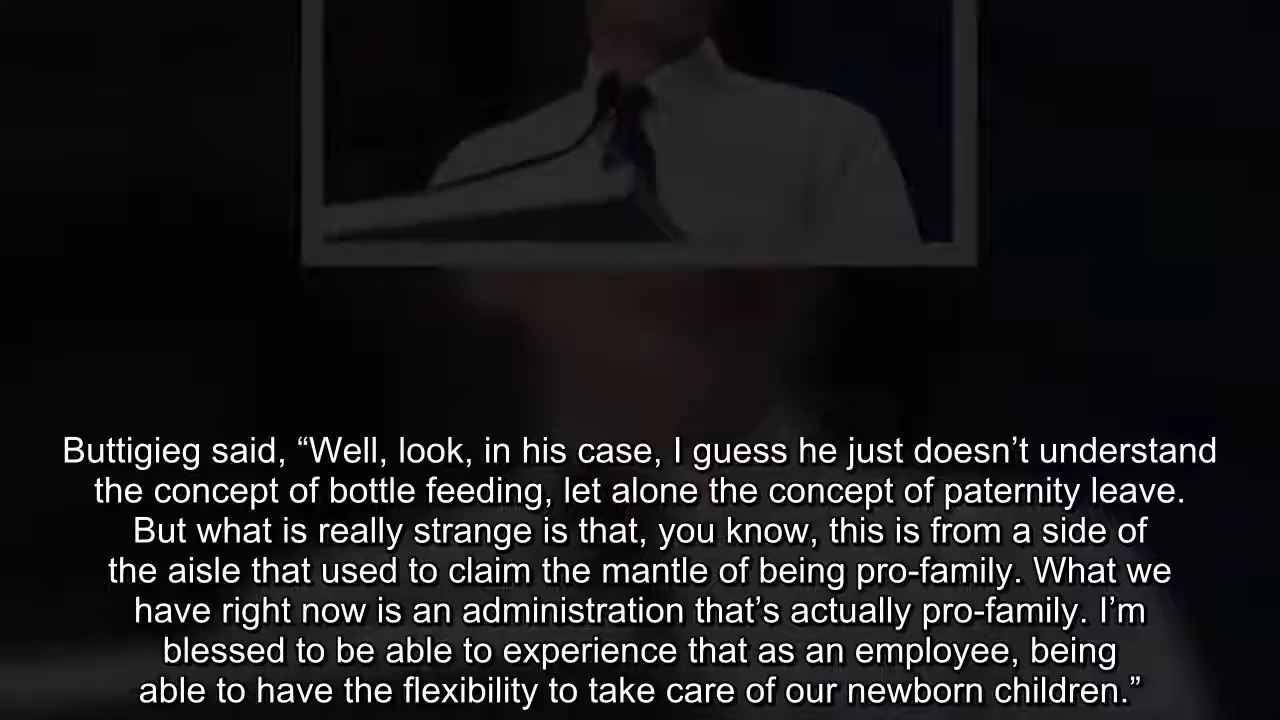 Buttigieg said, “Well, look, in his case, I guess he just doesn’t understand
the concept of bottle feeding, let alone the concept of paternity leave.
But what is really strange is that, you know, this is from a side of
the aisle that used to claim the mantle of being pro-family. What we
have right now is an administration that’s actually pro-family. I’m
blessed to be able to experience that as an employee, being
able to have the flexibility to take care of our newborn children.”